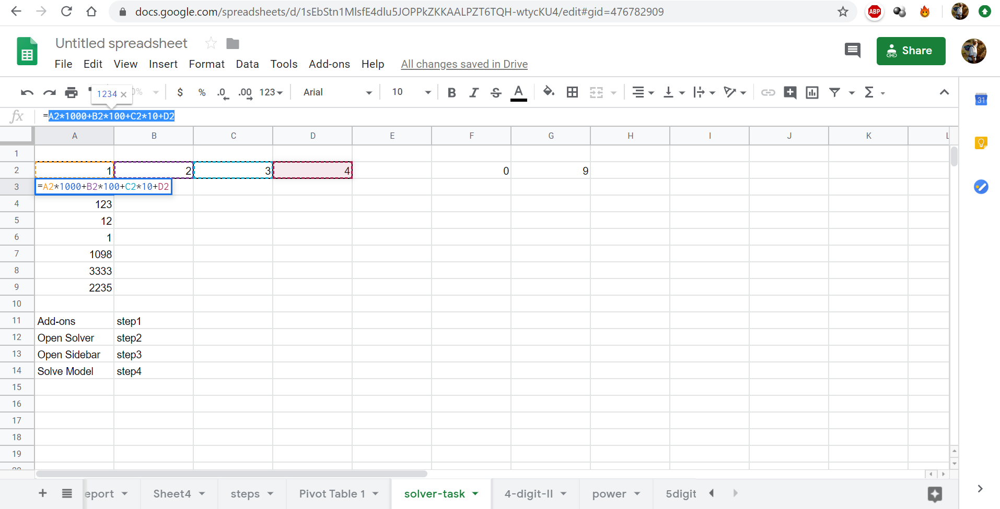 docs.google.com/spreadsheets/d/1sEbStn1MlsfE4dlu5JOPPkZKKAALPZT6TQH-wtycKU4/edit#gid=476782909
ABP
Untitled spreadsheet
File Edit View Insert Format Data Tools Add-ons Help All changes saved in Drive
Share
1234 × 0% $ % .0 .00 123 Arial 10 B I S A Σ
31
fx =A2*1000+B2*100+C2*10+D2
A B C D E F G H I J K L
1
2 1 2 3 4 0 9
3 =A2*1000+B2*100+C2*10+D2
4 123
5 12
6 1
7 1098
8 3333
9 2235
10
11 Add-ons step1
12 Open Solver step2
13 Open Sidebar step3
14 Solve Model step4
15
16
17
18
19
20
+ eport Sheet4 steps Pivot Table 1 solver-task 4-digit-II power 5digit